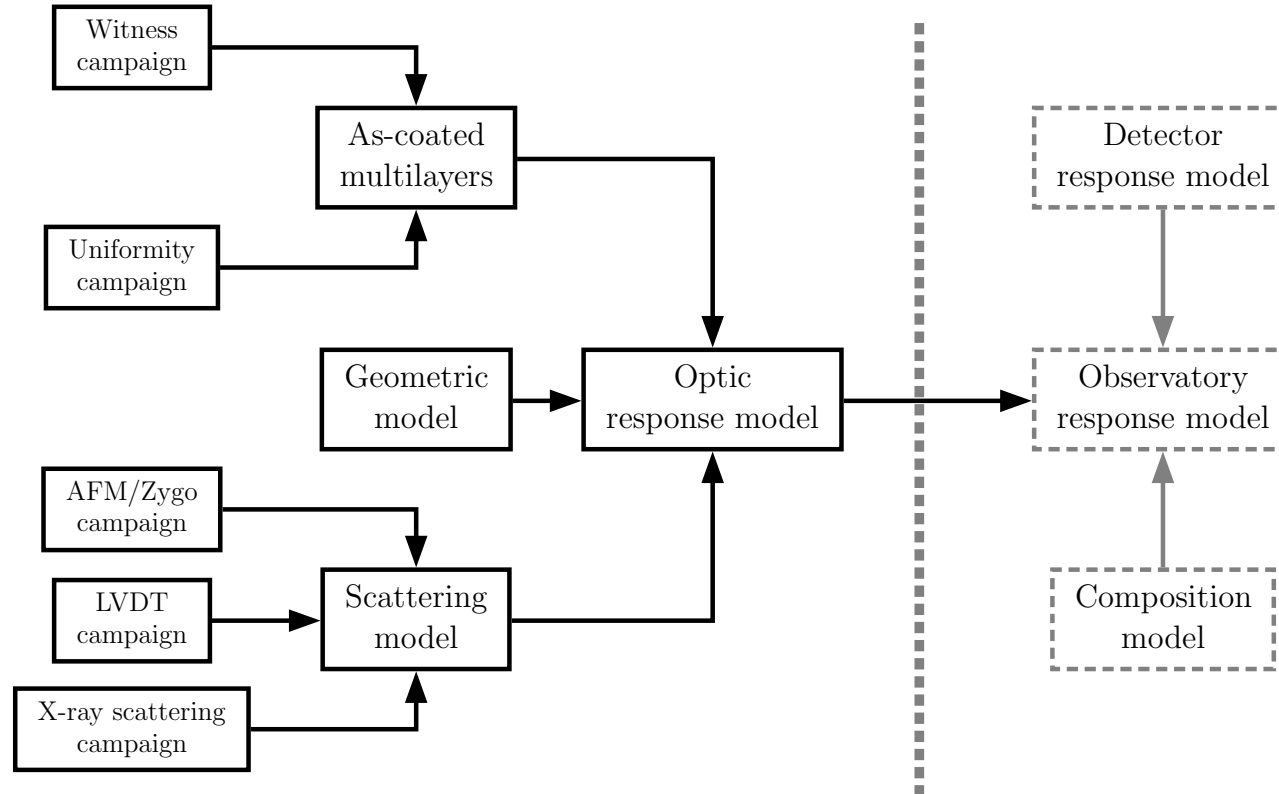 Witness
campaign
As-coated
multilayers
Uniformity
campaign
Geometric
model
Optic
response model
AFM/Zygo
campaign
LVDT
campaign
Scattering
model
X-ray scattering
campaign
Detector
response model
Observatory
response model
Composition
model